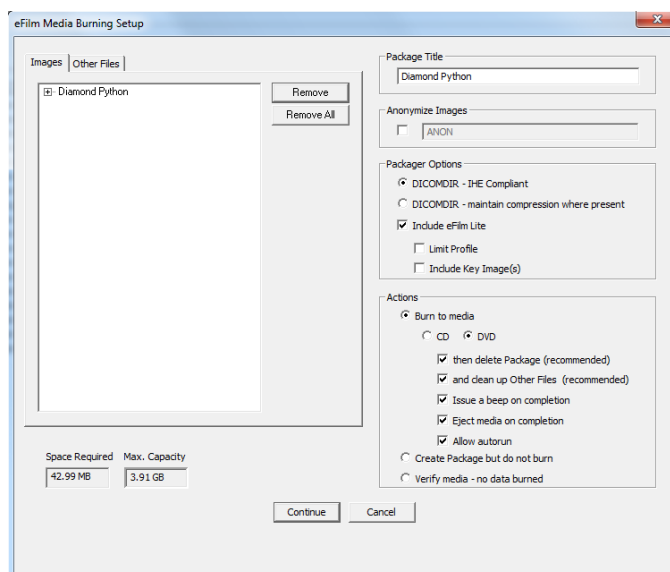 eFilm Media Burning Setup
Images
Other Files
Diamond Python
Remove
Remove All
Space Required
Max. Capacity
42.99 MB
3.91 GB
Package Title
Diamond Python
Anonymize Images
ANON
Packager Options
DICOMDIR - IHE Compliant
DICOMDIR - maintain compression where present
Include eFilm Lite
Limit Profile
Include Key Image(s)
Actions
Burn to media
CD
DVD
then delete Package (recommended)
and clean up Other Files (recommended)
Issue a beep on completion
Eject media on completion
Allow autorun
Create Package but do not burn
Verify media - no data burned
Continue
Cancel